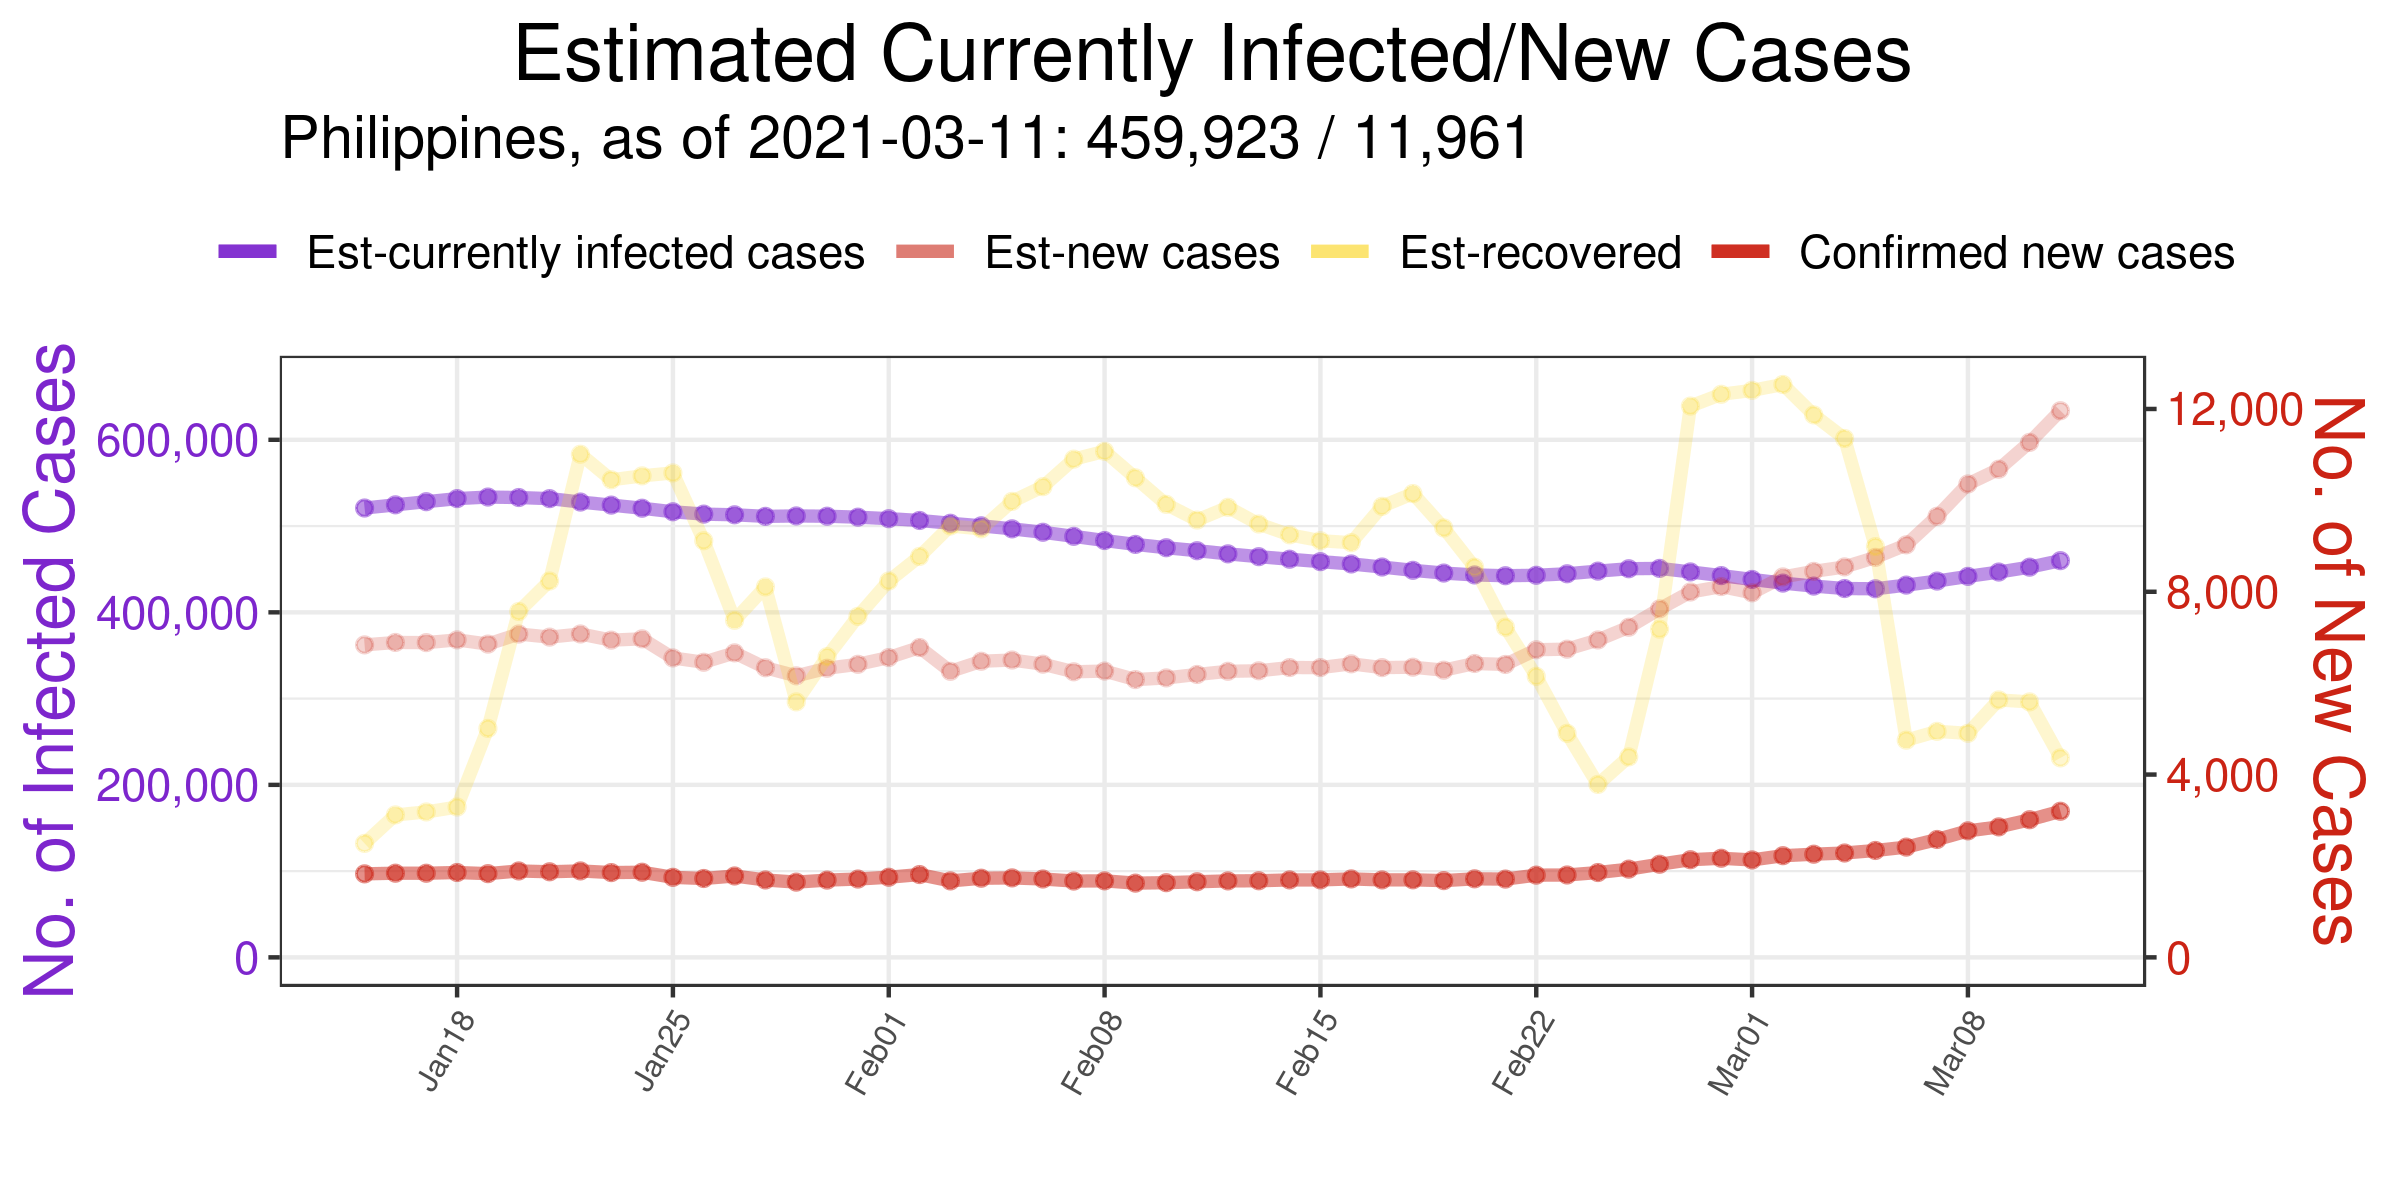 Estimated Currently Infected/New Cases
Philippines, as of 2021-03-11: 459,923 / 11,961
Est-currently infected cases Est-new cases Est-recovered Confirmed new cases
No. of Infected Cases
600,000
400,000
200,000
0
12,000
8,000
4,000
0
No. of New Cases
Jan18 Jan25 Feb01 Feb08 Feb15 Feb22 Mar01 Mar08